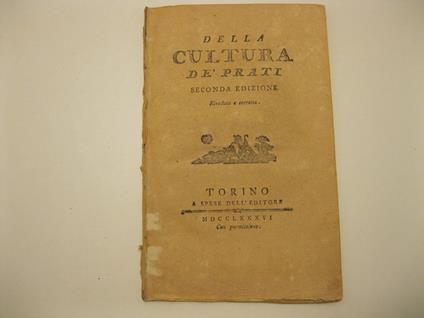 DELLA
CULTURA
DE' PRATI
SECONDA EDIZIONE
Riveduta e corretta.
TORINO
A SPESE DELL'EDITORE
MDCCLXXXVI
Con permissione.